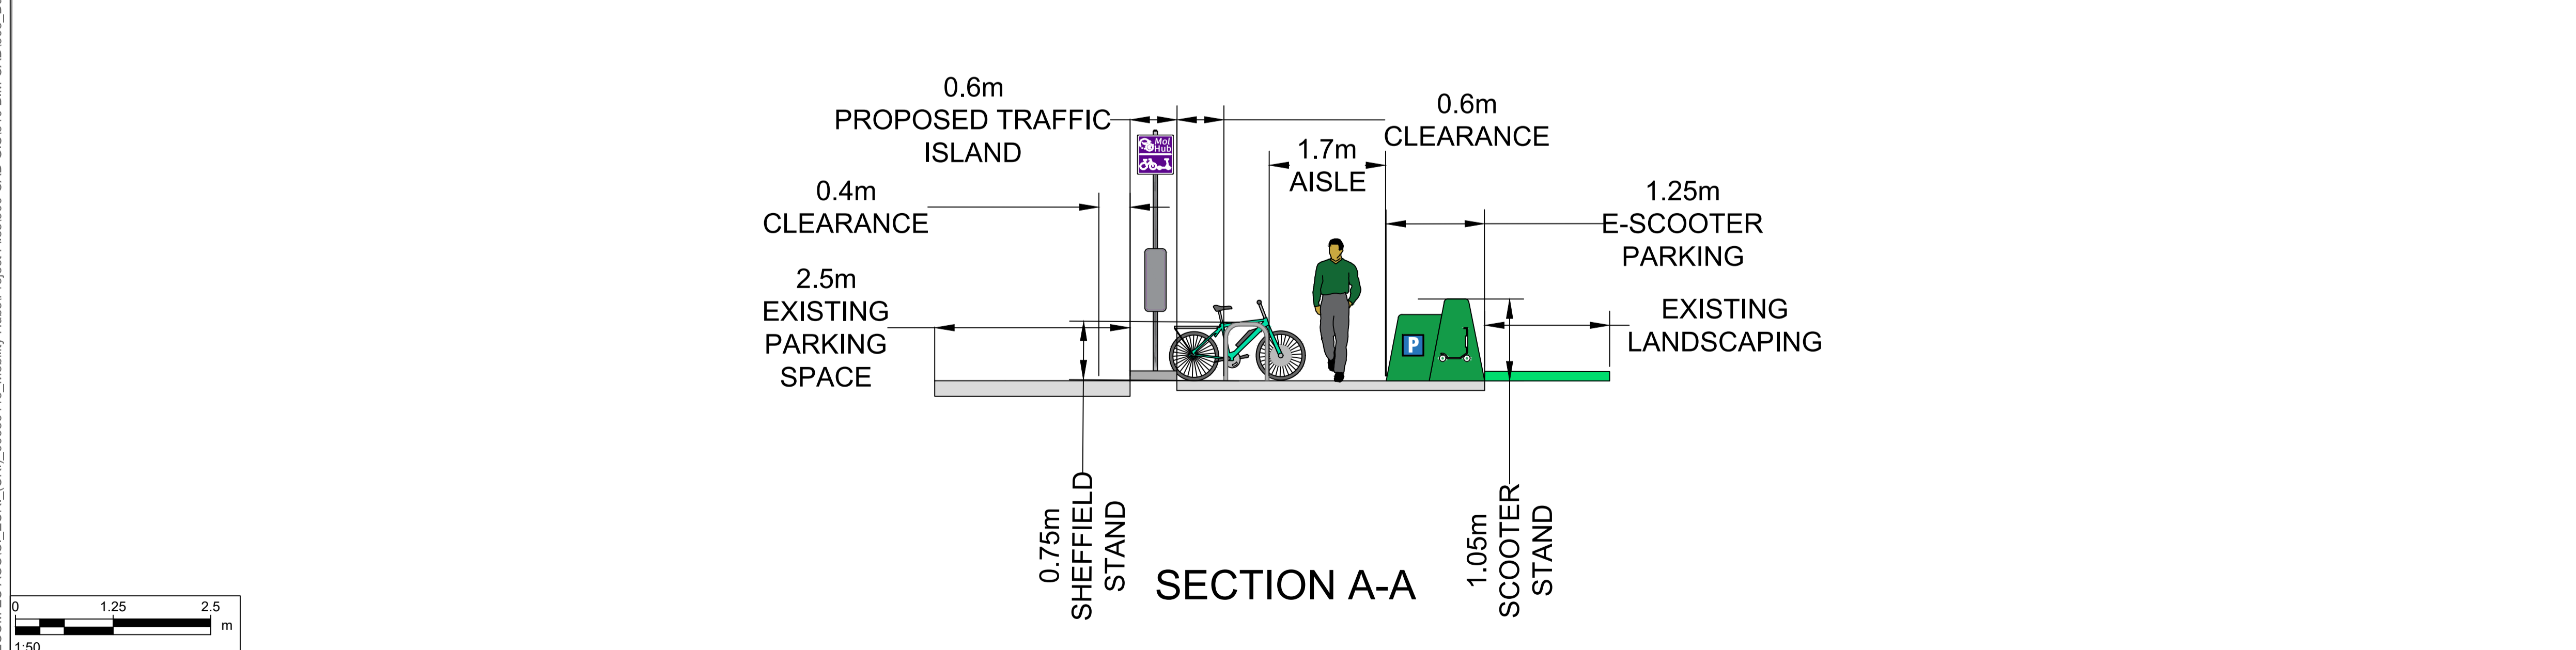 0.6m
PROPOSED TRAFFIC
ISLAND
0.6m
CLEARANCE
1.7m
AISLE
0.4m
CLEARANCE
1.25m
E-SCOOTER
PARKING
2.5m
EXISTING
PARKING
SPACE
EXISTING
LANDSCAPING
Hub
P
0.75m
SHEFFIELD
STAND
1.05m
SCOOTER
STAND
SECTION A-A
0 1.25 2.5
m
1:50